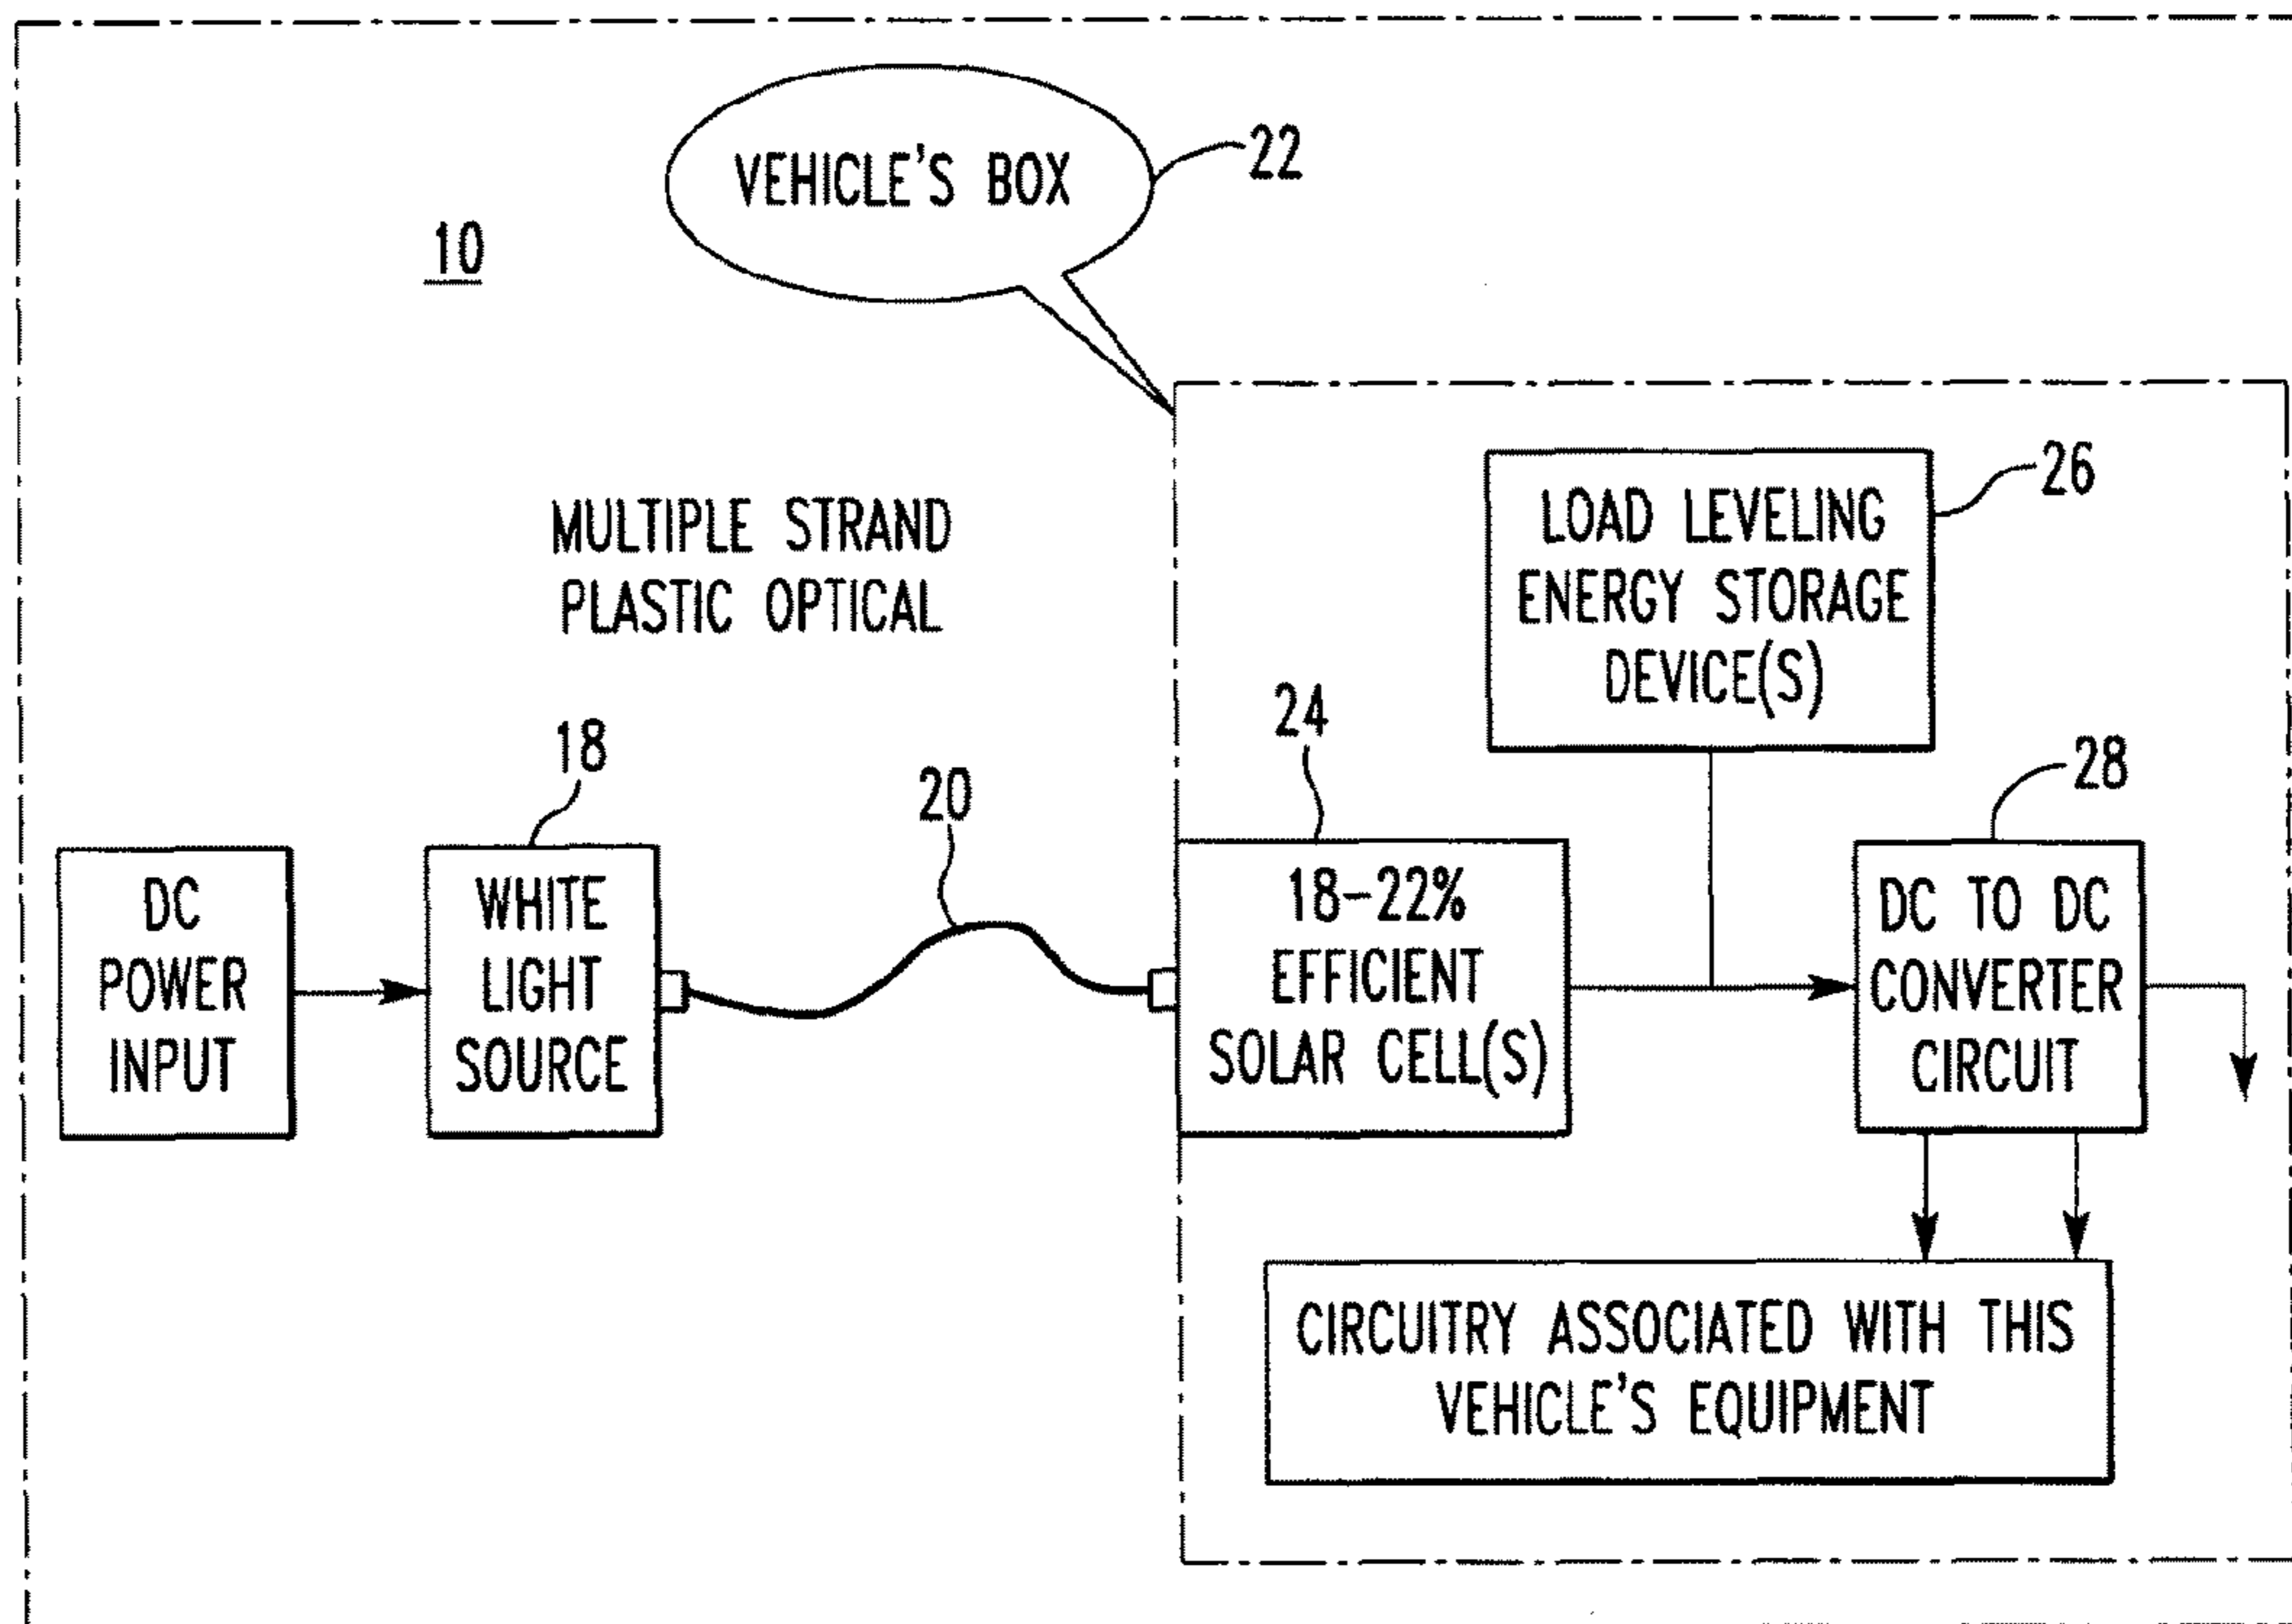 VEHICLE'S BOX
22
10
MULTIPLE STRAND
PLASTIC OPTICAL
LOAD LEVELING
ENERGY STORAGE
DEVICE(S)
26
18
20
24
28
DC
POWER
INPUT
WHITE
LIGHT
SOURCE
18-22%
EFFICIENT
SOLAR CELL(S)
DC TO DC
CONVERTER
CIRCUIT
CIRCUITRY ASSOCIATED WITH THIS
VEHICLE'S EQUIPMENT